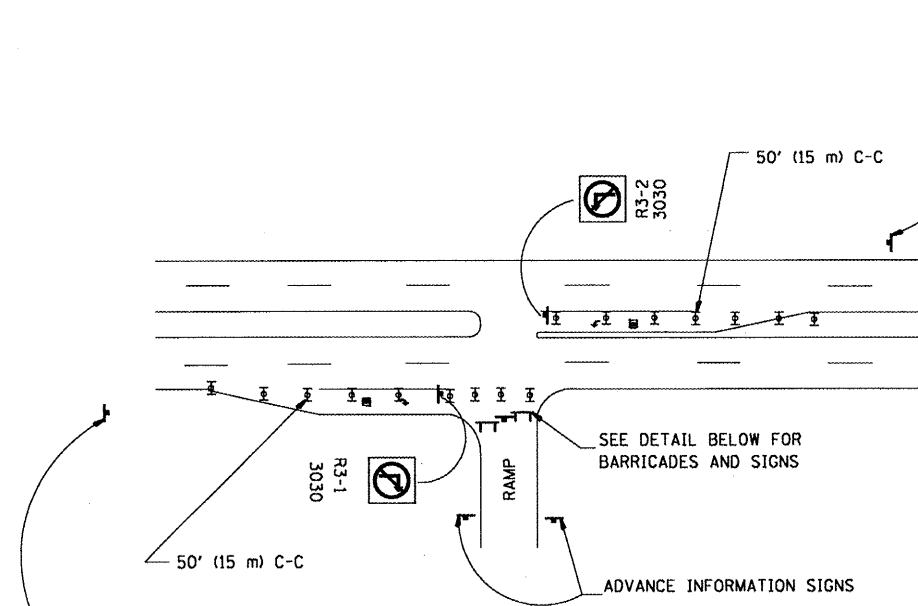 50' (15 m) C-C
R3-2
3030
SEE DETAIL BELOW FOR
BARRICADES AND SIGNS
R3-1
3030
RAMP
50' (15 m) C-C
ADVANCE INFORMATION SIGNS